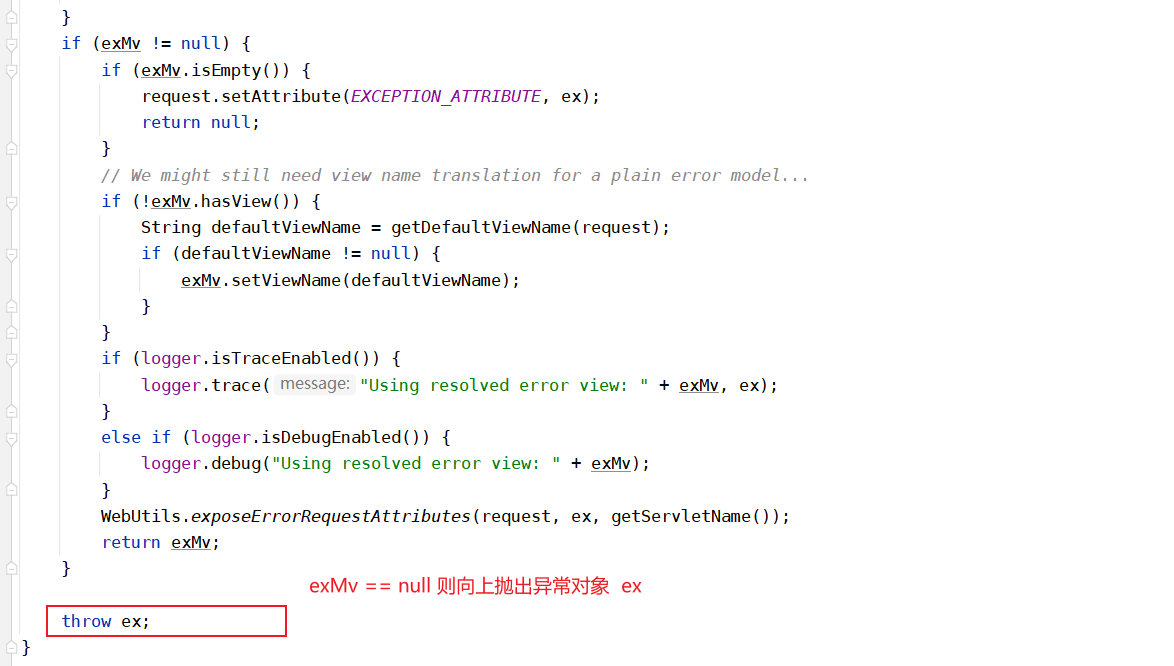 }
if (exMv != null) {
if (exMv.isEmpty()) {
request.setAttribute(EXCEPTION_ATTRIBUTE, ex);
return null;
}
// We might still need view name translation for a plain error model...
if (!exMv.hasView()) {
String defaultViewName = getDefaultViewName(request);
if (defaultViewName != null) {
exMv.setViewName(defaultViewName);
}
}
if (logger.isTraceEnabled()) {
logger.trace( message: "Using resolved error view: " + exMv, ex);
}
else if (logger.isDebugEnabled()) {
logger.debug("Using resolved error view: " + exMv);
}
WebUtils.exposeErrorRequestAttributes(request, ex, getServletName());
return exMv;
}
exMv == null 则向上抛出异常对象 ex
throw ex;
}